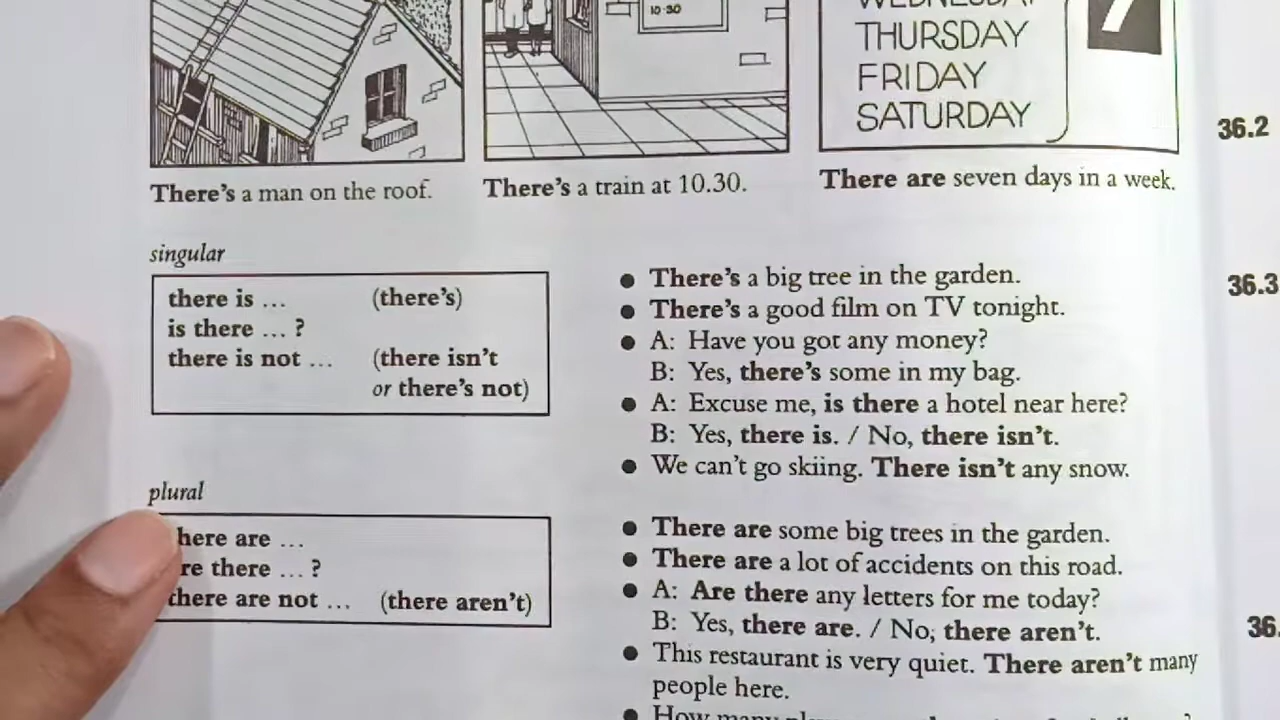 10.30
WEDNESDAY
THURSDAY
FRIDAY
SATURDAY
7
36.2
There's a man on the roof.
There's a train at 10.30.
There are seven days in a week.
singular
there is ... (there's)
is there ... ?
there is not ... (there isn't
or there's not)
• There's a big tree in the garden.
• There's a good film on TV tonight.
• A: Have you got any money?
B: Yes, there's some in my bag.
• A: Excuse me, is there a hotel near here?
B: Yes, there is. / No, there isn't.
• We can't go skiing. There isn't any snow.
36.3
plural
here are ...
re there ... ?
there are not ... (there aren't)
• There are some big trees in the garden.
• There are a lot of accidents on this road.
• A: Are there any letters for me today?
B: Yes, there are. / No, there aren't.
• This restaurant is very quiet. There aren't many
people here.
• How many
36.